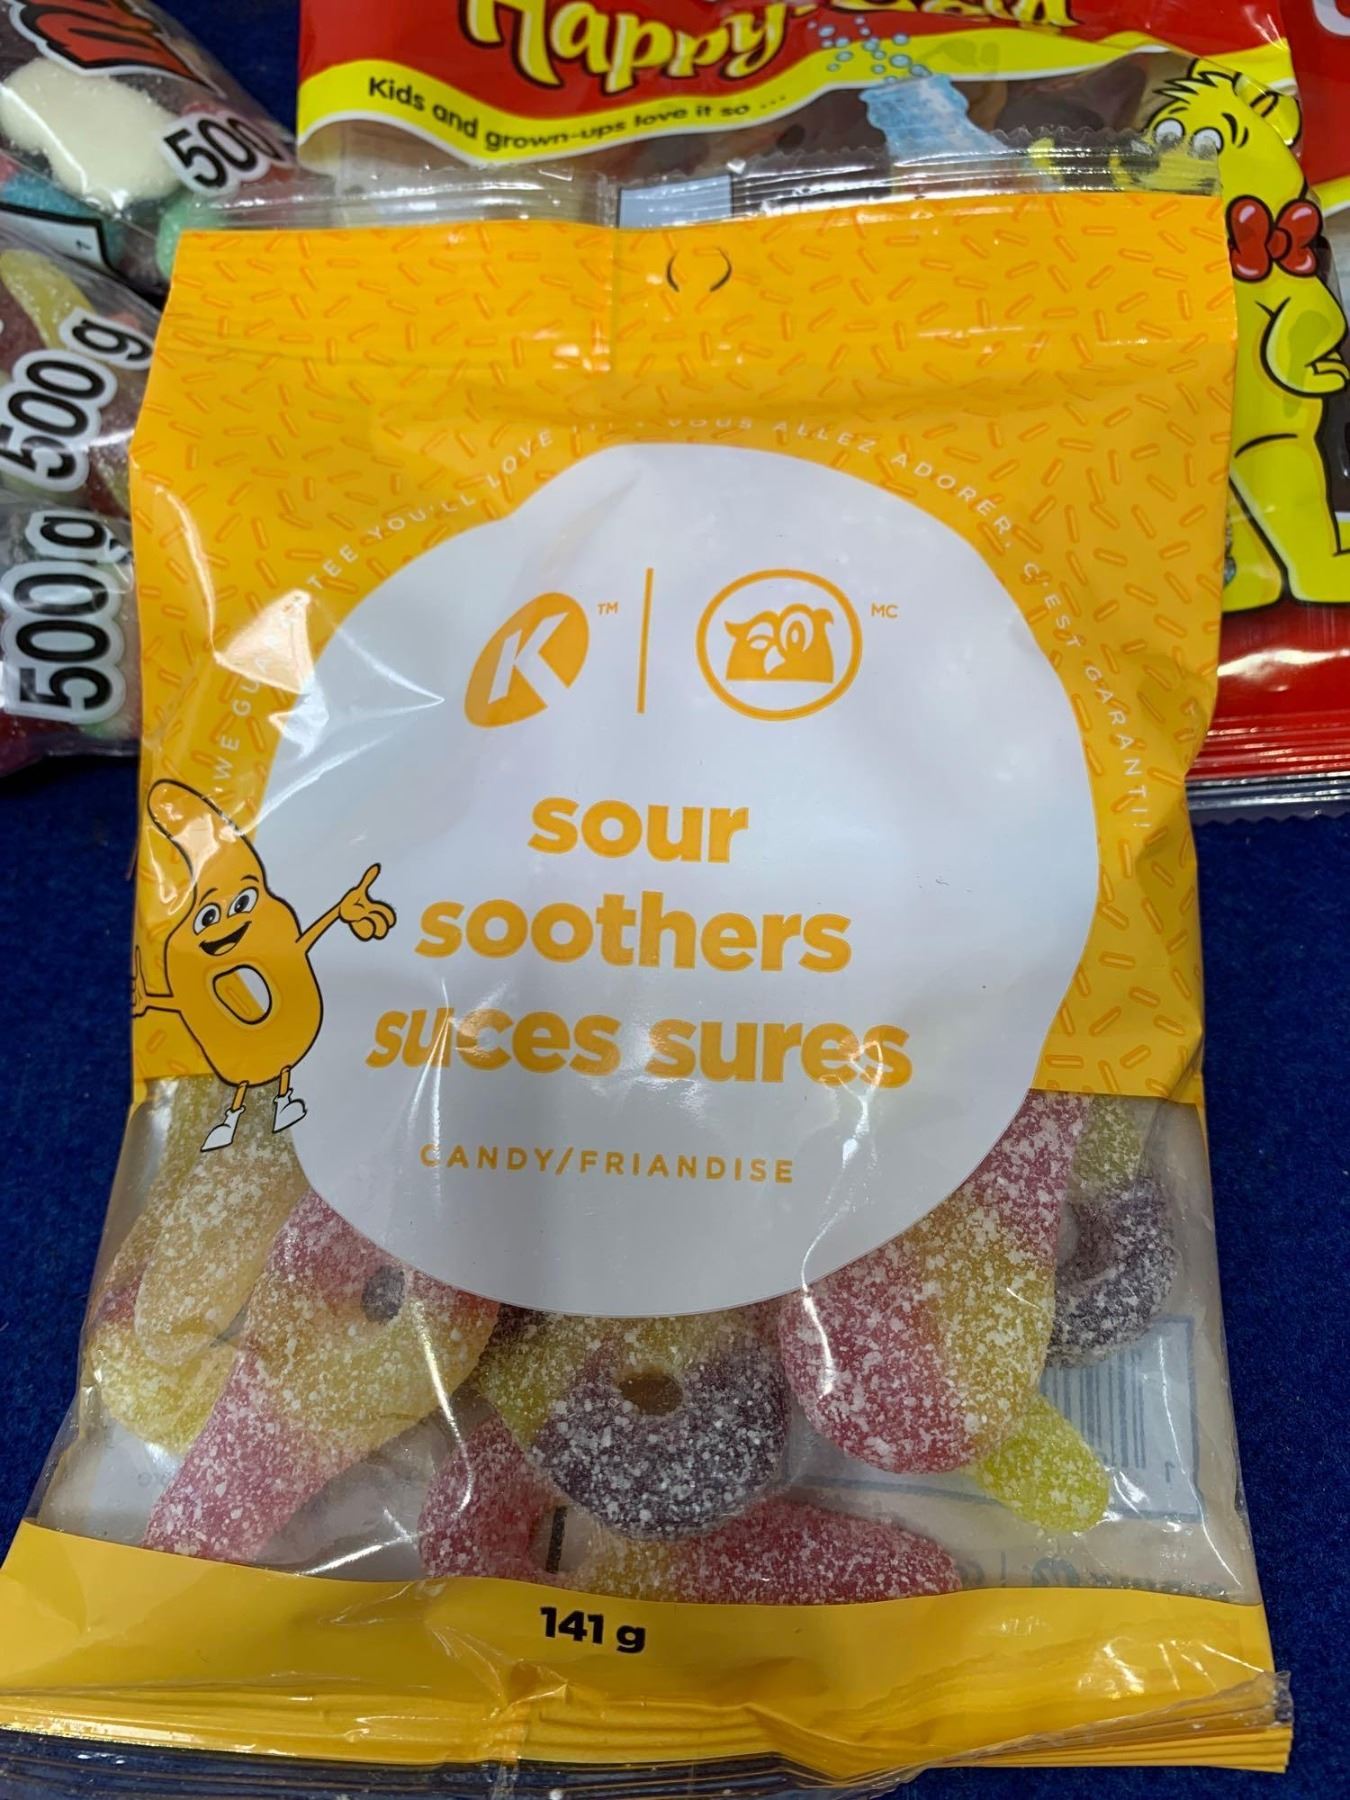 Happy-
Kids and grown-ups love it so ...
500
500 g
500 g
WE GUARANTEE YOU'LL LOVE IT! • VOUS ALLEZ ADORER, C'EST GARANTI!
K TM MC
sour
soothers
suces sures
CANDY/FRIANDISE
141 g